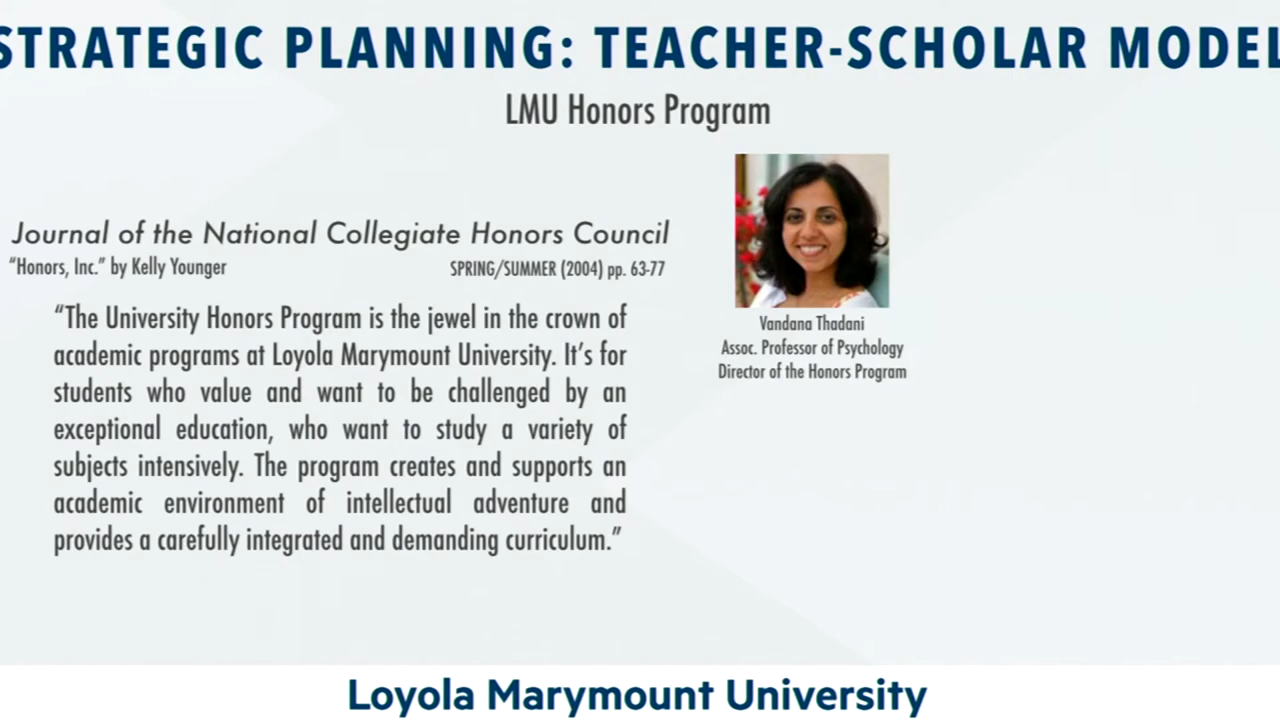 STRATEGIC PLANNING: TEACHER-SCHOLAR MODEL
LMU Honors Program
Journal of the National Collegiate Honors Council
“Honors, Inc.” by Kelly Younger
SPRING/SUMMER (2004) pp. 63-77
“The University Honors Program is the jewel in the crown of
academic programs at Loyola Marymount University. It’s for
students who value and want to be challenged by an
exceptional education, who want to study a variety of
subjects intensively. The program creates and supports an
academic environment of intellectual adventure and
provides a carefully integrated and demanding curriculum.”
Vandana Thadani
Assoc. Professor of Psychology
Director of the Honors Program
Loyola Marymount University